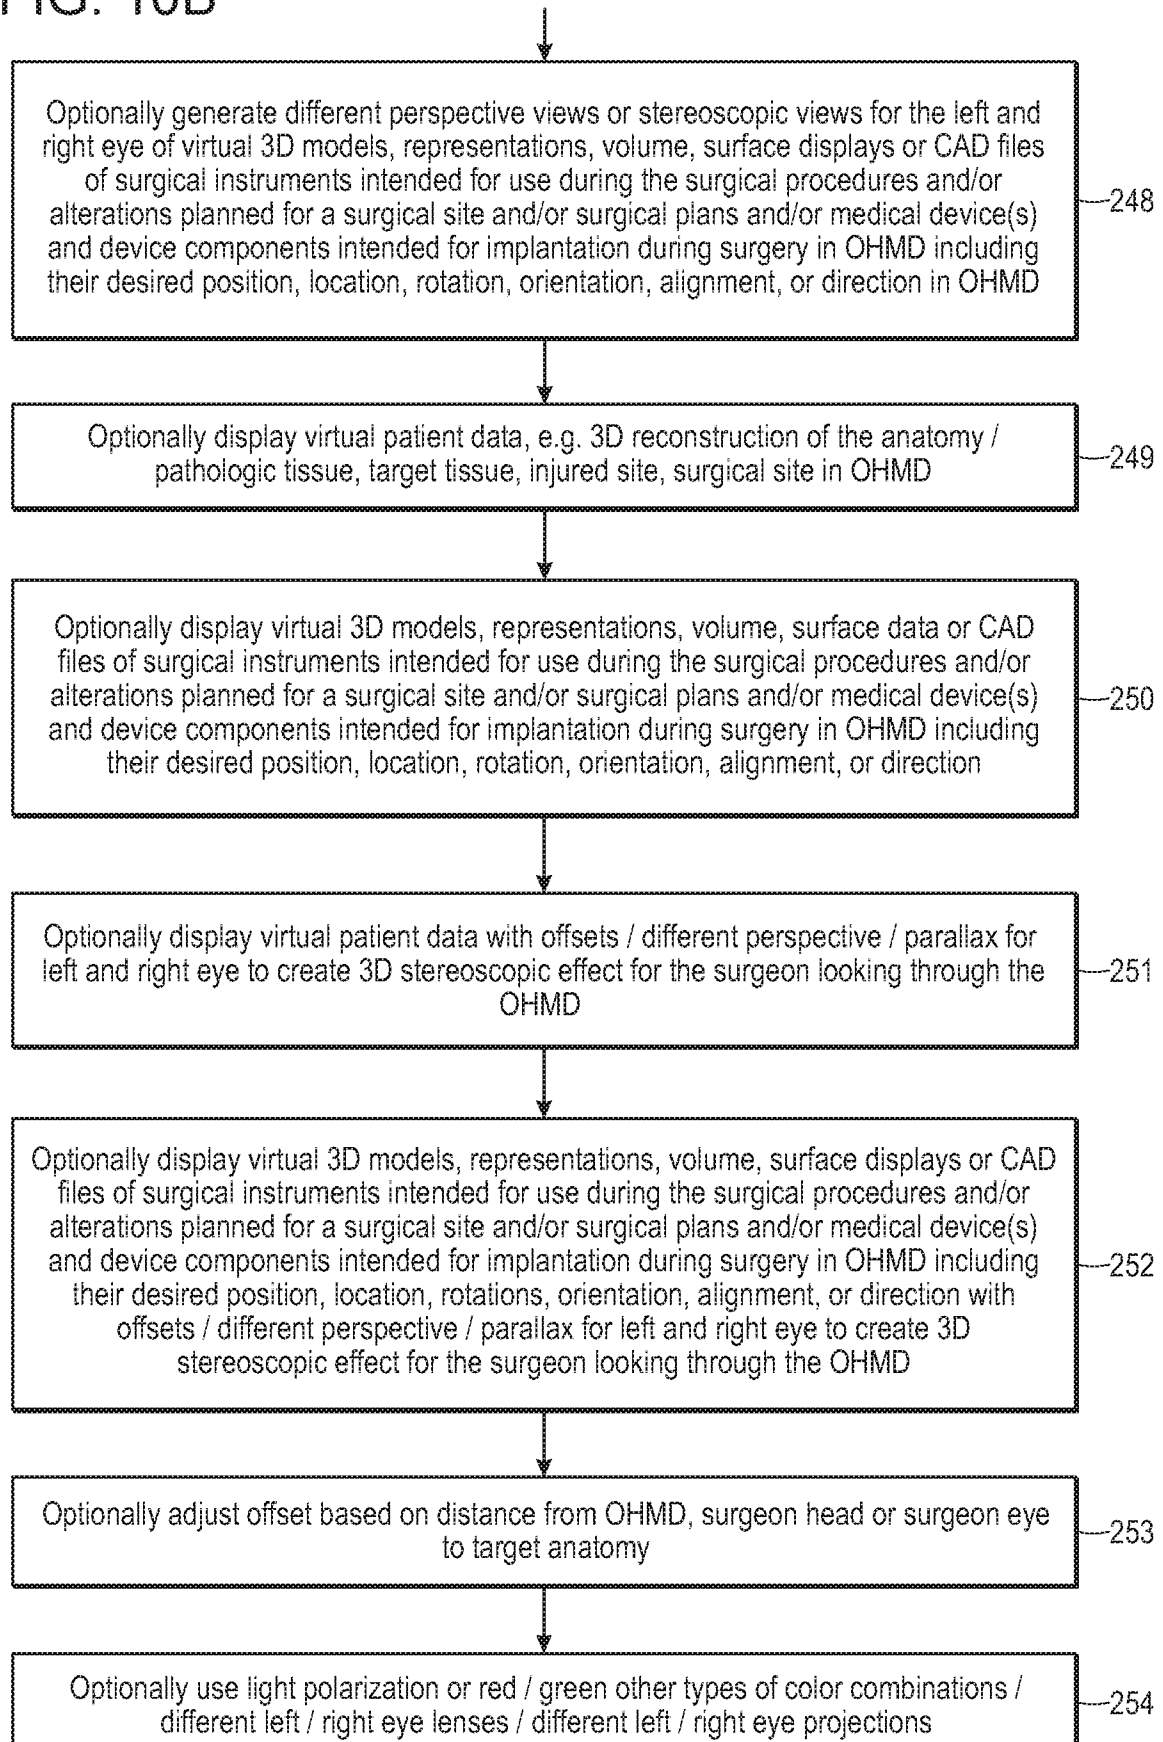 FIG. 10B
Optionally generate different perspective views or stereoscopic views for the left and
right eye of virtual 3D models, representations, volume, surface displays or CAD files
of surgical instruments intended for use during the surgical procedures and/or
alterations planned for a surgical site and/or surgical plans and/or medical device(s)
and device components intended for implantation during surgery in OHMD including
their desired position, location, rotation, orientation, alignment, or direction in OHMD
248
Optionally display virtual patient data, e.g. 3D reconstruction of the anatomy /
pathologic tissue, target tissue, injured site, surgical site in OHMD
249
Optionally display virtual 3D models, representations, volume, surface data or CAD
files of surgical instruments intended for use during the surgical procedures and/or
alterations planned for a surgical site and/or surgical plans and/or medical device(s)
and device components intended for implantation during surgery in OHMD including
their desired position, location, rotation, orientation, alignment, or direction
250
Optionally display virtual patient data with offsets / different perspective / parallax for
left and right eye to create 3D stereoscopic effect for the surgeon looking through the
OHMD
251
Optionally display virtual 3D models, representations, volume, surface displays or CAD
files of surgical instruments intended for use during the surgical procedures and/or
alterations planned for a surgical site and/or surgical plans and/or medical device(s)
and device components intended for implantation during surgery in OHMD including
their desired position, location, rotations, orientation, alignment, or direction with
offsets / different perspective / parallax for left and right eye to create 3D
stereoscopic effect for the surgeon looking through the OHMD
252
Optionally adjust offset based on distance from OHMD, surgeon head or surgeon eye
to target anatomy
253
Optionally use light polarization or red / green other types of color combinations /
different left / right eye lenses / different left / right eye projections
254